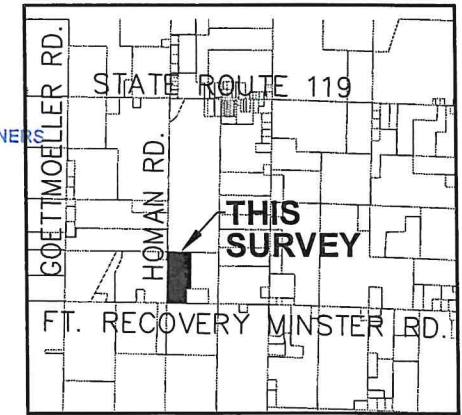 STATE ROUTE 119
NERS
GOETTMOELLER RD.
HOMAN RD.
THIS
SURVEY
FT. RECOVERY MINSTER RD.